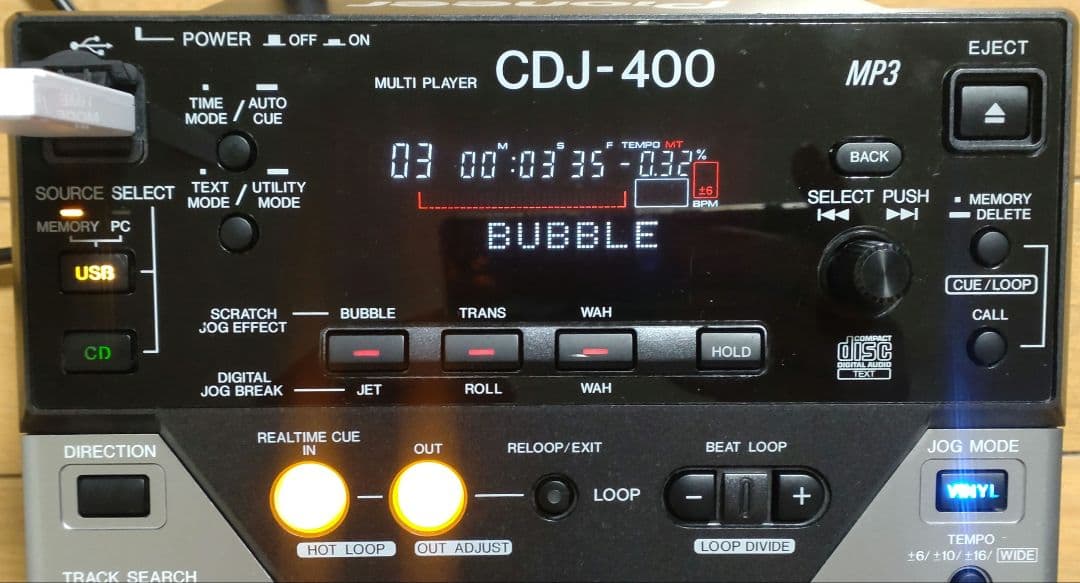 Pioneer
POWER OFF ON
EJECT
MULTI PLAYER CDJ-400
MP3
TIME MODE / AUTO CUE
M S F TEMPO MT
03 00:03 35 -0.32%
±6
BPM
BACK
TEXT MODE / UTILITY MODE
SOURCE SELECT
MEMORY PC
SELECT PUSH
MEMORY
DELETE
BUBBLE
USB
CUE/LOOP
SCRATCH
JOG EFFECT
BUBBLE TRANS WAH
CALL
CD
HOLD
COMPACT
disc
DIGITAL AUDIO
TEXT
DIGITAL
JOG BREAK
JET ROLL WAH
REALTIME CUE
IN OUT RELOOP/EXIT BEAT LOOP
DIRECTION
JOG MODE
LOOP
- +
VINYL
HOT LOOP OUT ADJUST LOOP DIVIDE
TEMPO
±6/±10/±16/WIDE
TRACK SEARCH